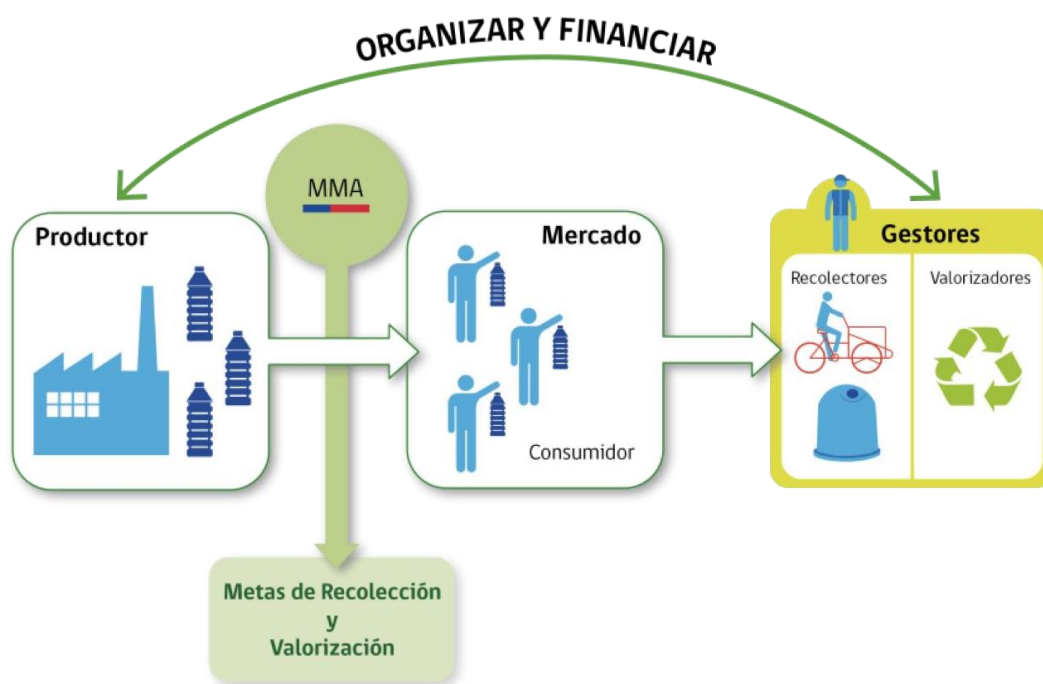 ORGANIZAR Y FINANCIAR
MMA
Productor
Mercado
Consumidor
Gestores
Recolectores
Valorizadores
Metas de Recolección
y
Valorización